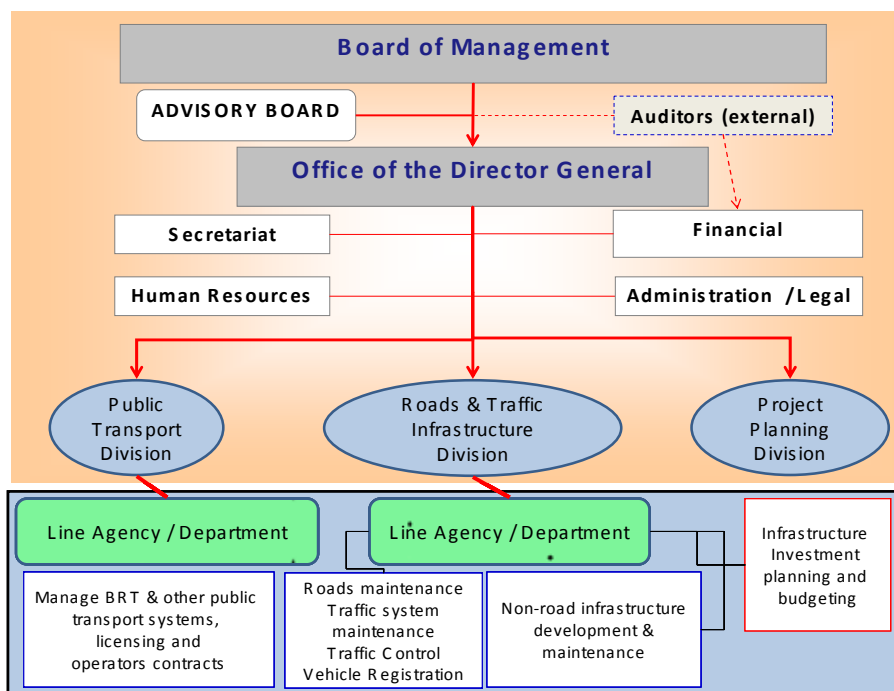 Board of Management
ADVISORY BOARD
Auditors (external)
Office of the Director General
Secretariat
Financial
Human Resources
Administration /Legal
Public
Transport
Division
Roads & Traffic
Infrastructure
Division
Project
Planning
Division
Line Agency /Department
Line Agency /Department
Infrastructure
Investment
planning and
budgeting
Manage BRT & other public
transport systems,
licensing and
operators contracts
Roads maintenance
Traffic system
maintenance
Traffic Control
Vehicle Registration
Non-road infrastructure
development &
maintenance